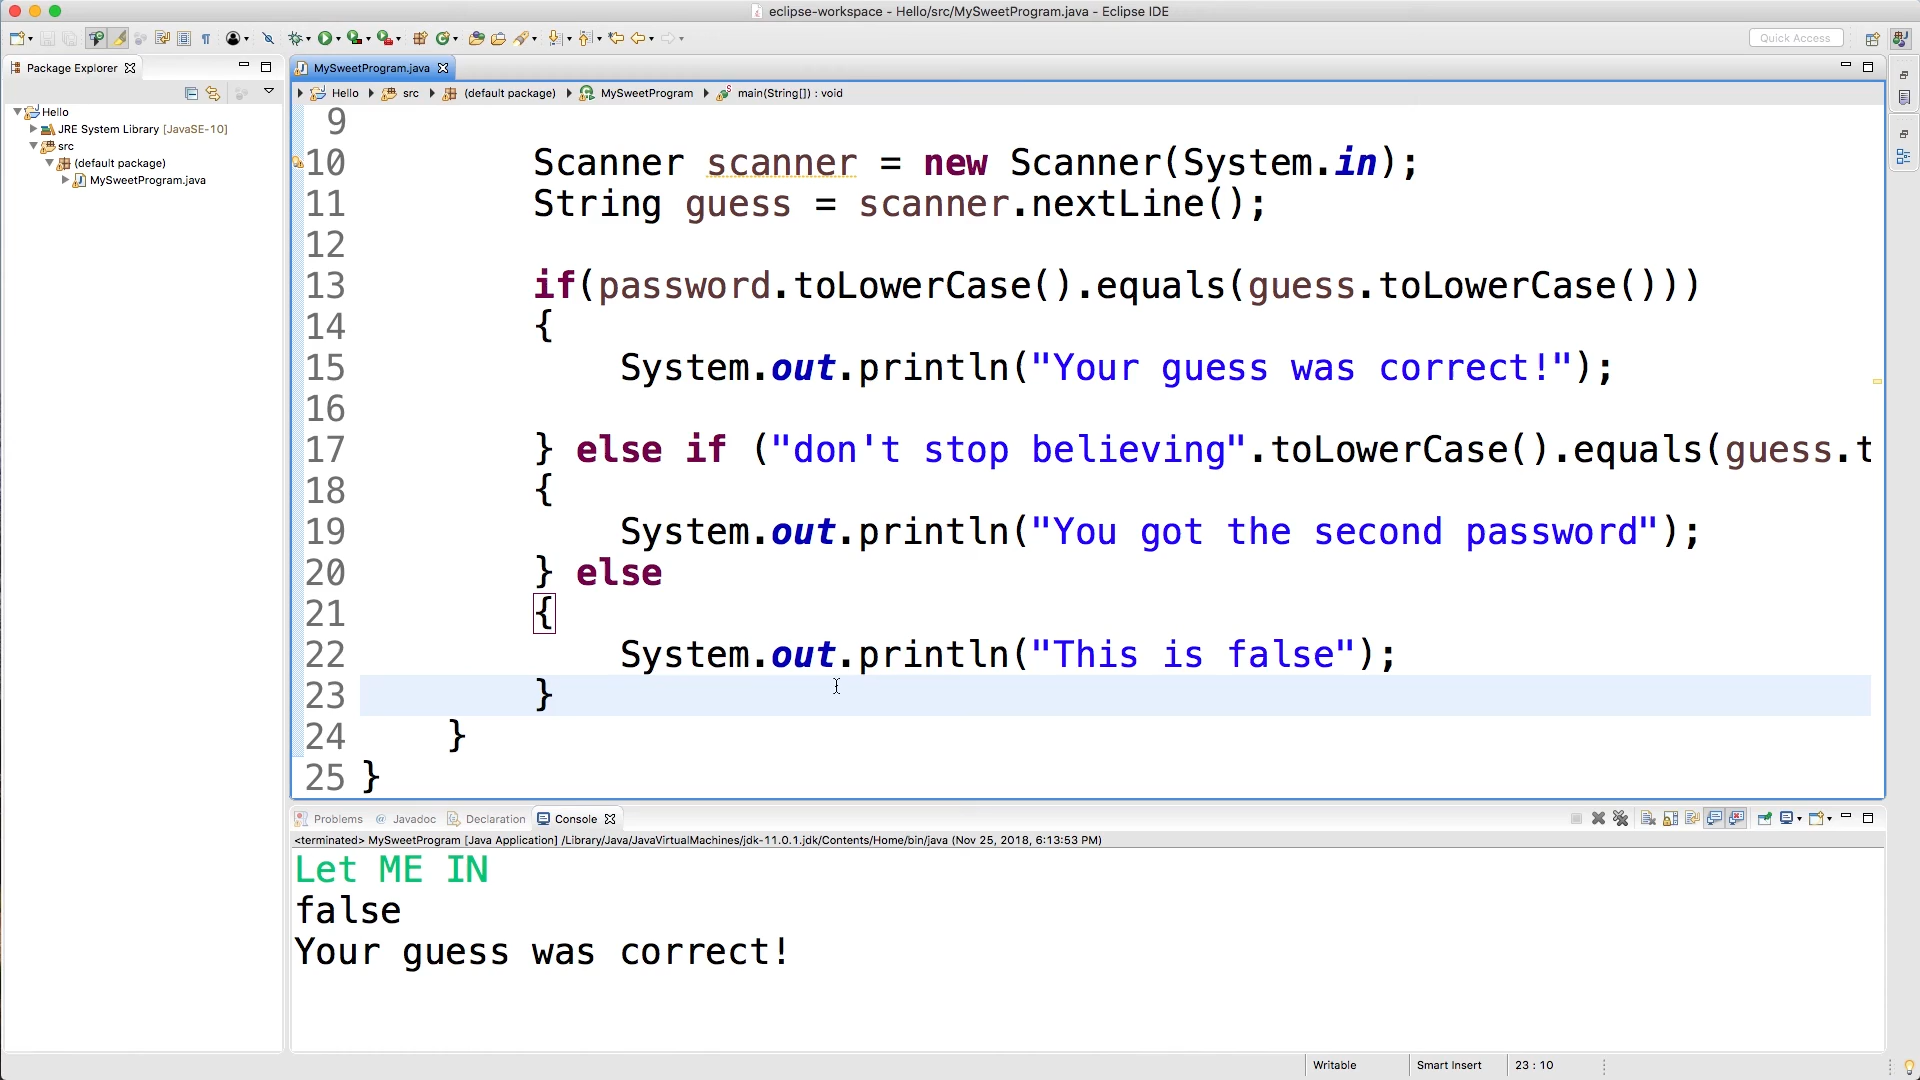 eclipse-workspace - Hello/src/MySweetProgram.java - Eclipse IDE
Quick Access
Package Explorer
MySweetProgram.java
Hello
src
(default package)
MySweetProgram
main(String[]) : void
Hello
JRE System Library [JavaSE-10]
src
(default package)
MySweetProgram.java
9
10 Scanner scanner = new Scanner(System.in);
11 String guess = scanner.nextLine();
12
13 if(password.toLowerCase().equals(guess.toLowerCase()))
14 {
15 System.out.println("Your guess was correct!");
16
17 } else if ("don't stop believing".toLowerCase().equals(guess.t
18 {
19 System.out.println("You got the second password");
20 } else
21 {
22 System.out.println("This is false");
23 }
24 }
25 }
Problems
@ Javadoc
Declaration
Console
<terminated> MySweetProgram [Java Application] /Library/Java/JavaVirtualMachines/jdk-11.0.1.jdk/Contents/Home/bin/java (Nov 25, 2018, 6:13:53 PM)
Let ME IN
false
Your guess was correct!
Writable
Smart Insert
23 : 10